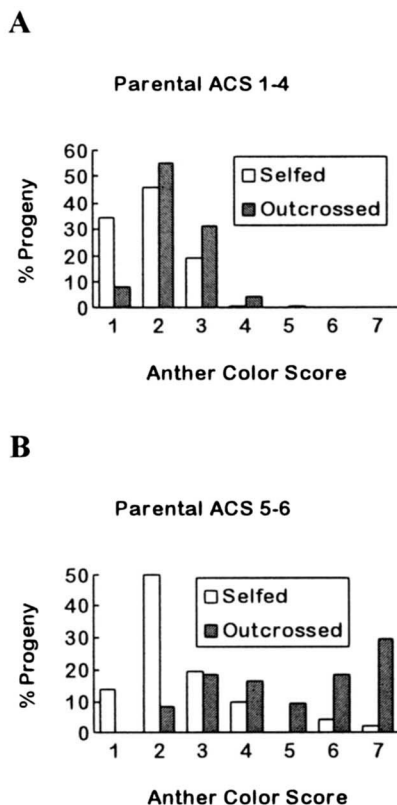 A
Parental ACS 1-4
60
50
40
30
20
10
0
% Progeny
Selfed
Outcrossed
1 2 3 4 5 6 7
Anther Color Score
B
Parental ACS 5-6
50
40
30
20
10
0
% Progeny
Selfed
Outcrossed
1 2 3 4 5 6 7
Anther Color Score